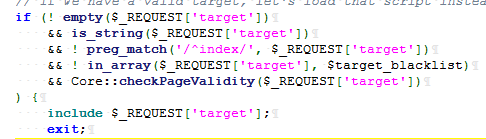 // if we have a valid target, let's load that script instea
if (! empty($_REQUEST['target'])
&& is_string($_REQUEST['target'])
&& ! preg_match('/^index/', $_REQUEST['target'])
&& ! in_array($_REQUEST['target'], $target_blacklist)
&& Core::checkPageValidity($_REQUEST['target'])
) {
include $_REQUEST['target'];
exit;